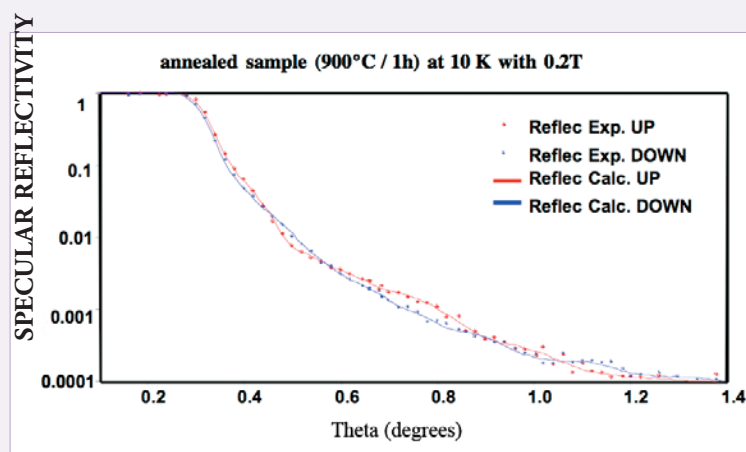 annealed sample (900°C / 1h) at 10 K with 0.2T
SPECULAR REFLECTIVITY
1
0.1
0.01
0.001
0.0001
Reflec Exp. UP
Reflec Exp. DOWN
Reflec Calc. UP
Reflec Calc. DOWN
0.2 0.4 0.6 0.8 1.0 1.2 1.4
Theta (degrees)